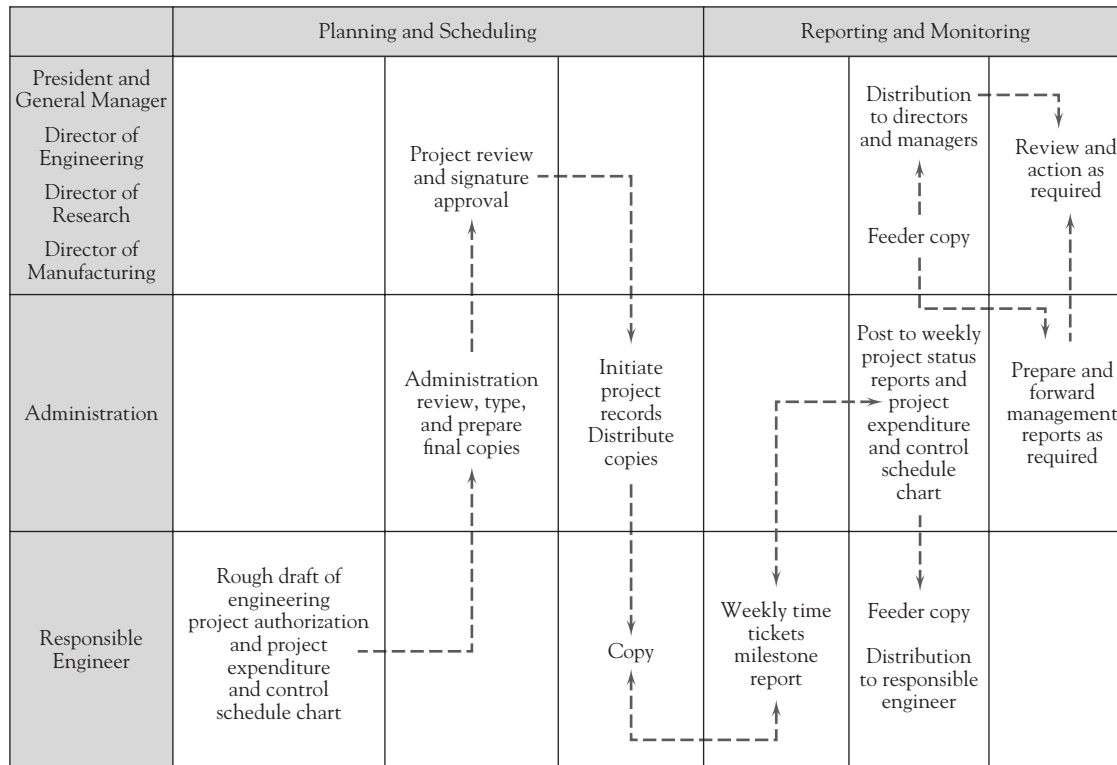 Planning and Scheduling
Reporting and Monitoring
President and
General Manager
Director of
Engineering
Director of
Research
Director of
Manufacturing
Project review
and signature
approval
Distribution
to directors
and managers
Feeder copy
Review and
action as
required
Administration
Administration
review, type,
and prepare
final copies
Initiate
project
records
Distribute
copies
Post to weekly
project status
reports and
project
expenditure
and control
schedule
chart
Prepare and
forward
management
reports as
required
Responsible
Engineer
Rough draft of
engineering
project authorization
and project
expenditure
and control
schedule chart
Copy
Weekly time
tickets
milestone
report
Feeder copy
Distribution
to responsible
engineer